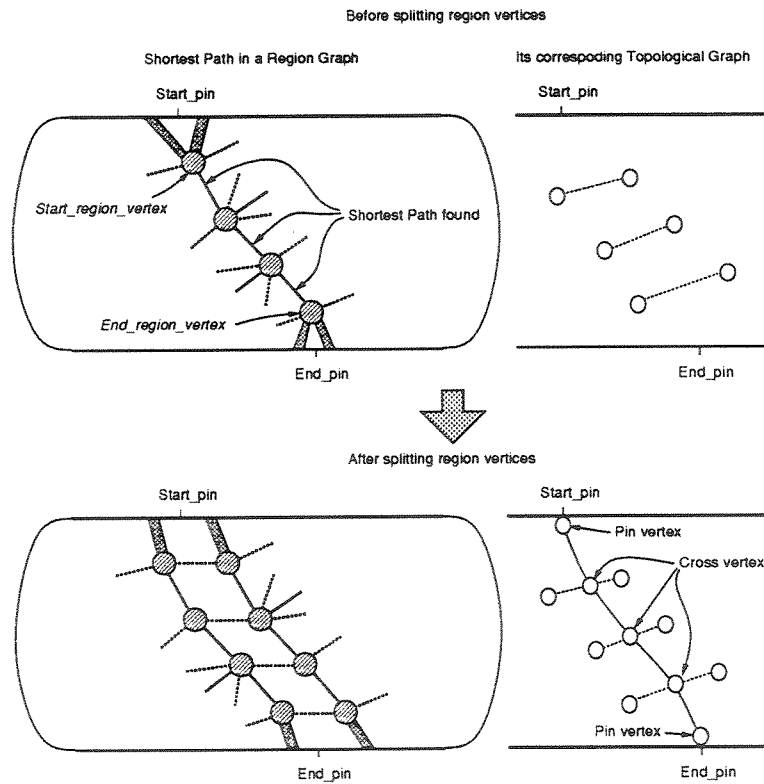 Before splitting region vertices
Shortest Path in a Region Graph
Its correspoding Topological Graph
Start_pin
Start_pin
Start_region_vertex
Shortest Path found
End_region_vertex
End_pin
End_pin
After splitting region vertices
Start_pin
Start_pin
Pin vertex
Cross vertex
Pin vertex
End_pin
End_pin